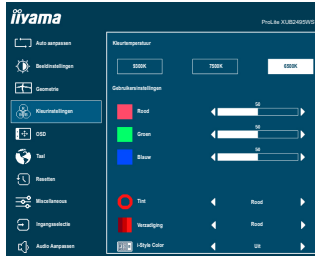 iiyama
ProLite XUB2495WS
Auto aanpassen
Beeldinstellingen
Geometrie
Kleurinstellingen
OSD
Taal
Resetten
Miscellaneous
Ingangsselectie
Audio Aanpassen
Kleurtemperatuur
9300K 7500K 6500K
Gebruikersinstellingen
Rood 50
Groen 50
Blauw 50
Tint Rood
Verzadiging Rood
i-Style Color Uit